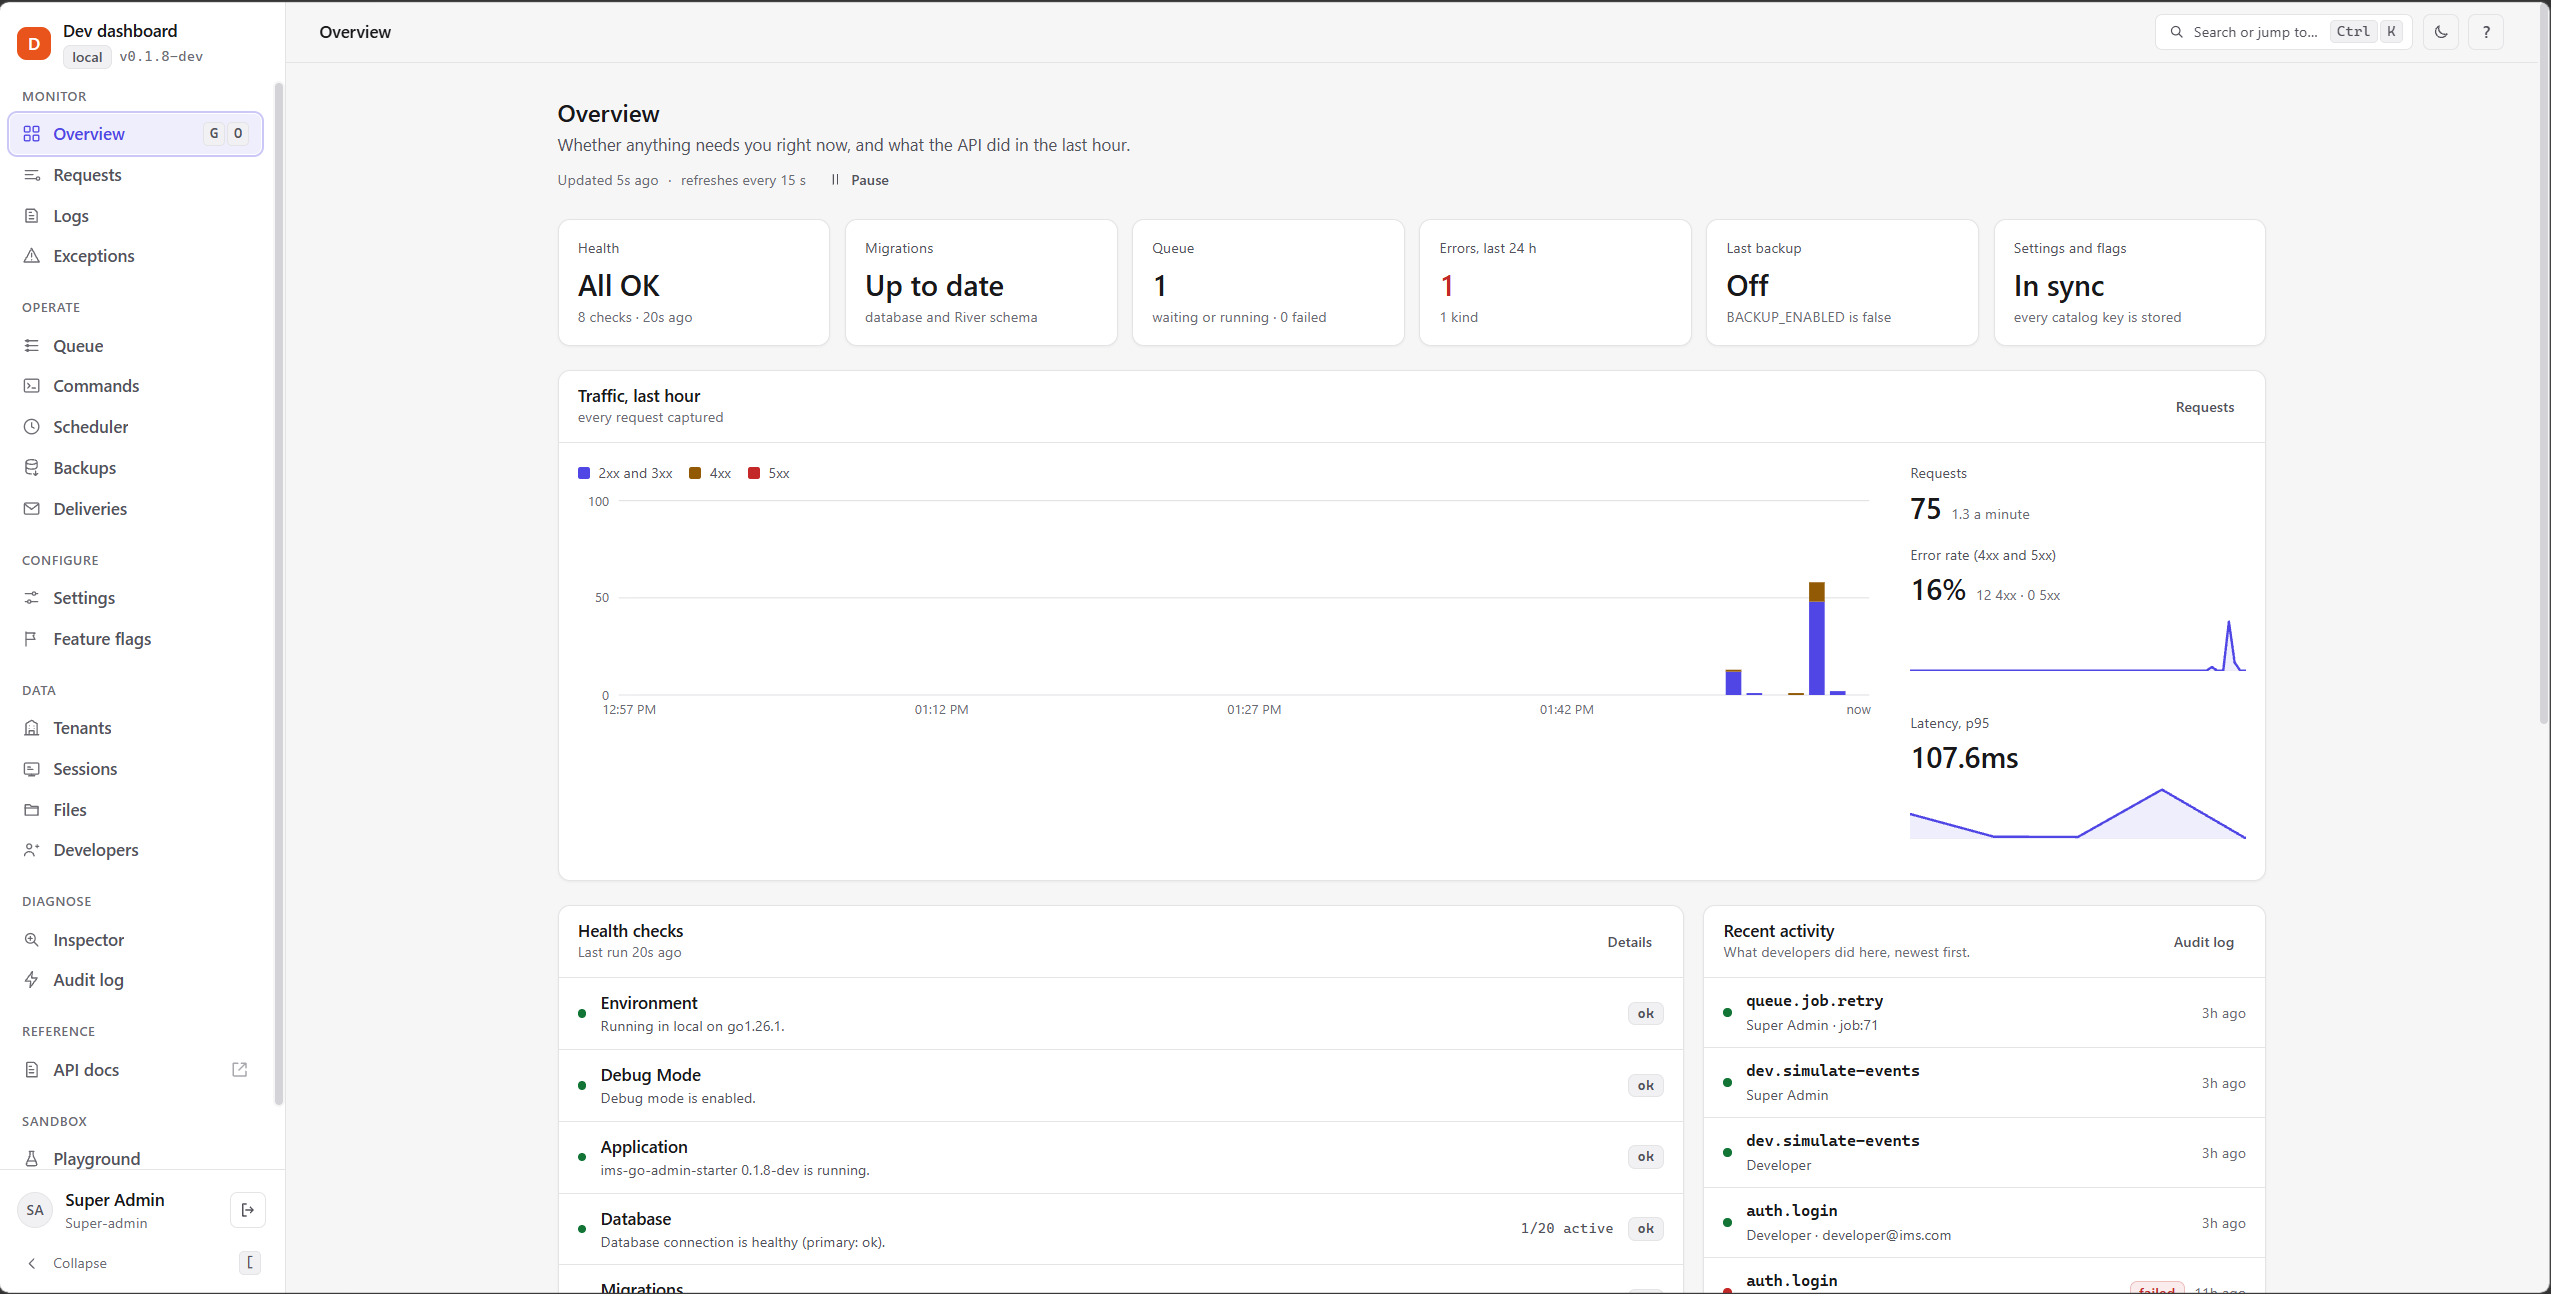 D
Dev dashboard
local v0.1.8-dev
MONITOR
Overview G O
Requests
Logs
Exceptions
OPERATE
Queue
Commands
Scheduler
Backups
Deliveries
CONFIGURE
Settings
Feature flags
DATA
Tenants
Sessions
Files
Developers
DIAGNOSE
Inspector
Audit log
REFERENCE
API docs
SANDBOX
Playground
SA
Super Admin
Super-admin
Collapse [
Overview
Search or jump to... Ctrl K
?
Overview
Whether anything needs you right now, and what the API did in the last hour.
Updated 5s ago · refreshes every 15 s Pause
Health
All OK
8 checks · 20s ago
Migrations
Up to date
database and River schema
Queue
1
waiting or running · 0 failed
Errors, last 24 h
1
1 kind
Last backup
Off
BACKUP_ENABLED is false
Settings and flags
In sync
every catalog key is stored
Traffic, last hour
every request captured
Requests
2xx and 3xx 4xx 5xx
100
50
0
12:57 PM 01:12 PM 01:27 PM 01:42 PM now
Requests
75 1.3 a minute
Error rate (4xx and 5xx)
16% 12 4xx · 0 5xx
Latency, p95
107.6ms
Health checks
Last run 20s ago
Details
Environment
Running in local on go1.26.1.
ok
Debug Mode
Debug mode is enabled.
ok
Application
ims-go-admin-starter 0.1.8-dev is running.
ok
Database
Database connection is healthy (primary: ok).
1/20 active ok
Migrations
Recent activity
What developers did here, newest first.
Audit log
queue.job.retry
Super Admin · job:71
3h ago
dev.simulate-events
Super Admin
3h ago
dev.simulate-events
Developer
3h ago
auth.login
Developer · developer@ims.com
3h ago
auth.login
failed 11h ago